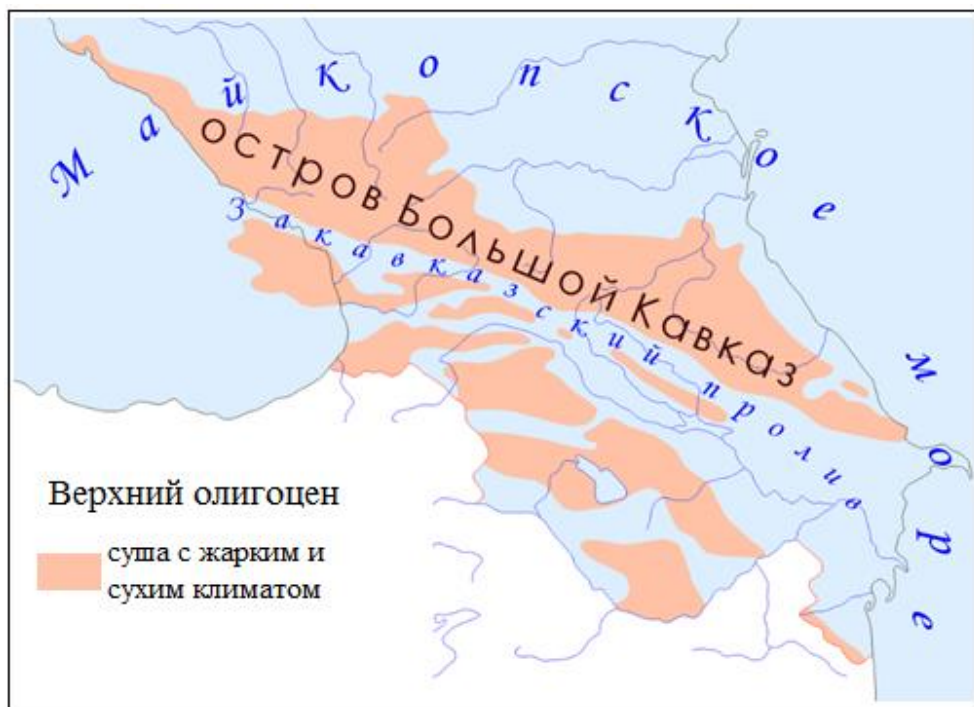 Майкопское море
остров Большой Кавказ
Закавказский пролив
Верхний олигоцен
суша с жарким и
сухим климатом